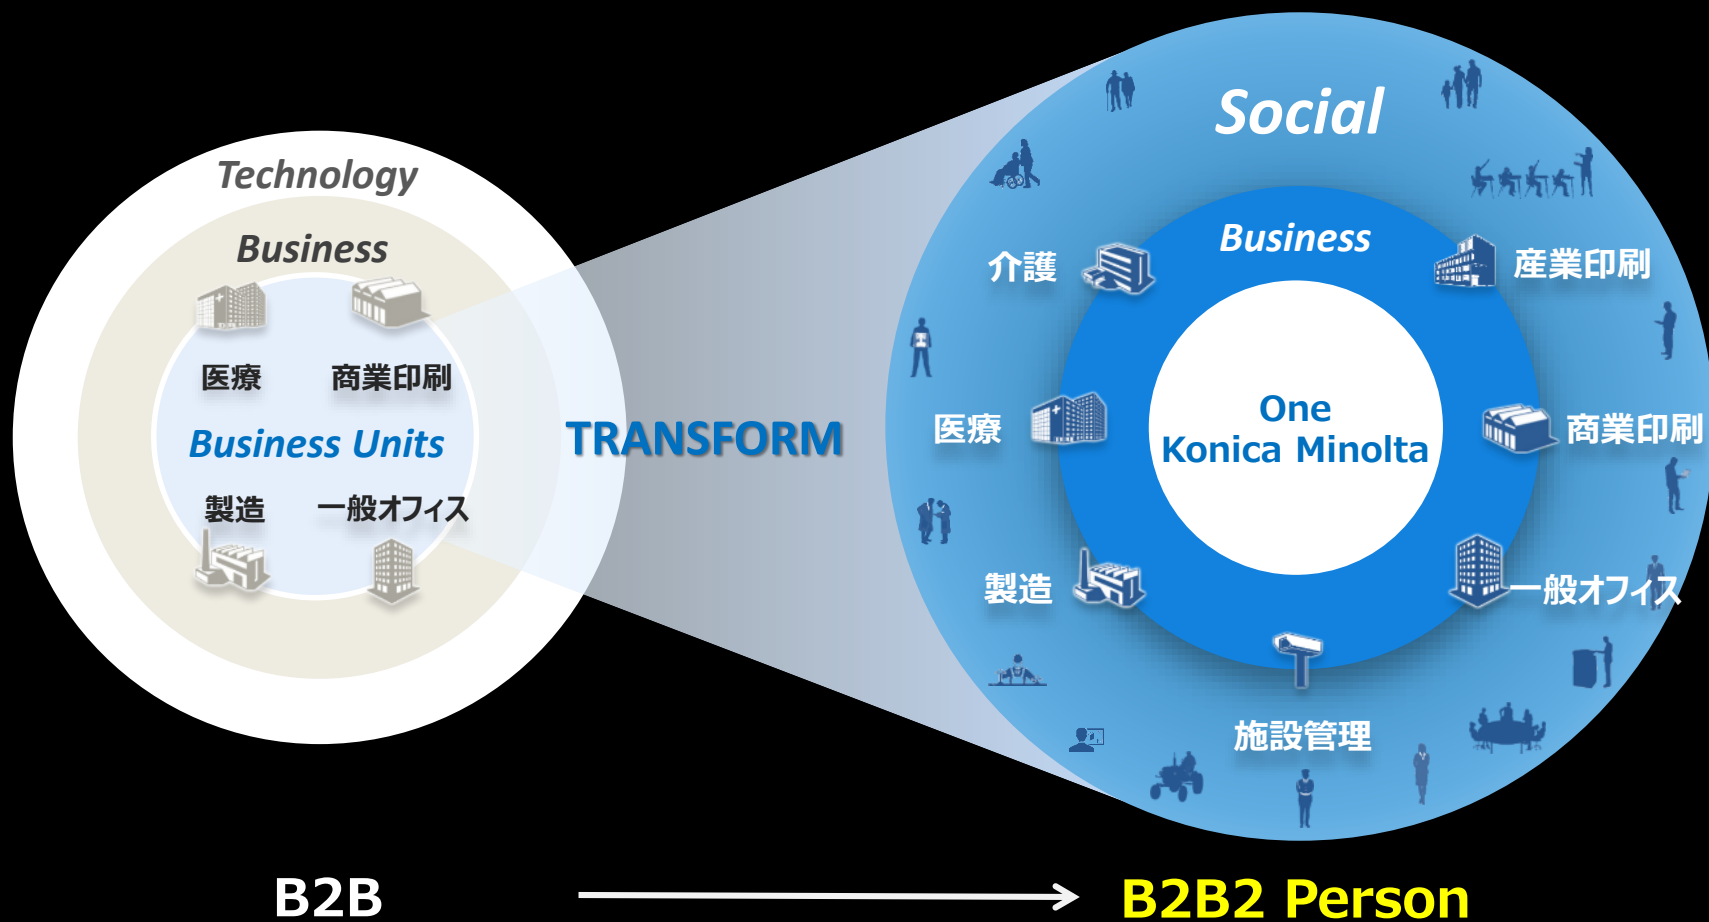 Technology
Business
医療
商業印刷
Business Units
製造
一般オフィス
TRANSFORM
Social
Business
介護
産業印刷
One
Konica Minolta
医療
商業印刷
製造
一般オフィス
施設管理
B2B
B2B2 Person